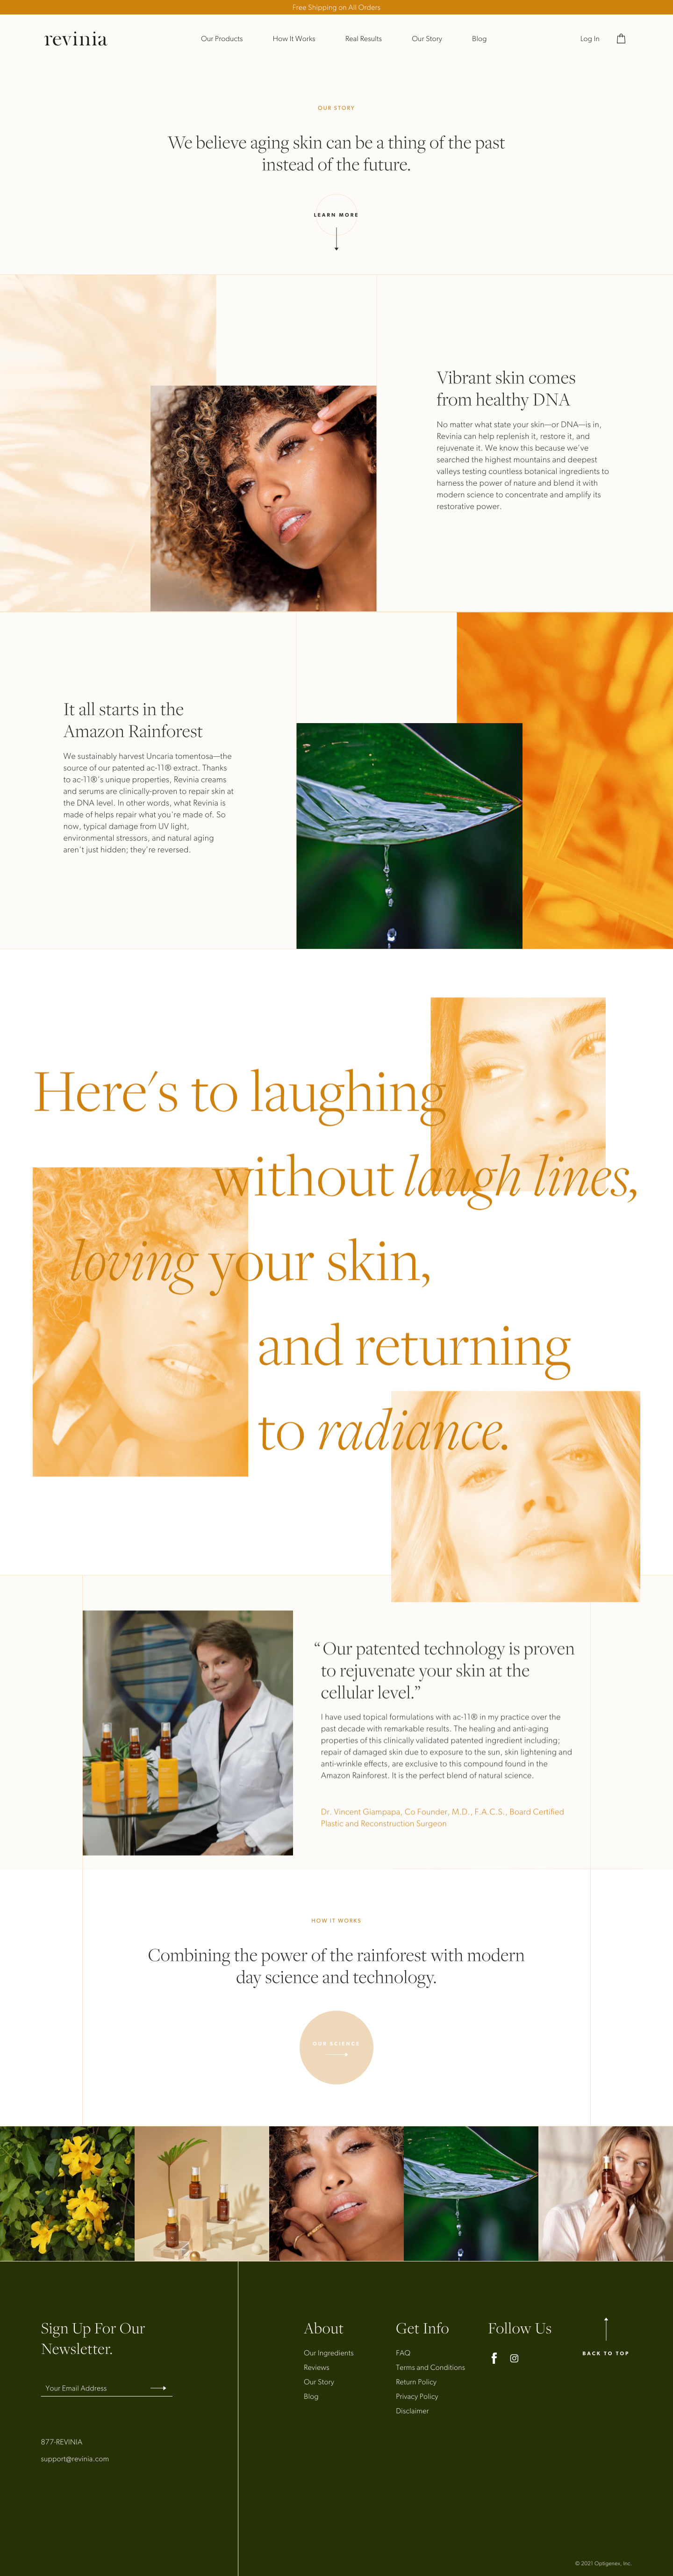 Free Shipping on All Orders
revinia
Our Products
How It Works
Real Results
Our Story
Blog
Log In
OUR STORY
We believe aging skin can be a thing of the past
instead of the future.
LEARN MORE
Vibrant skin comes
from healthy DNA
No matter what state your skin—or DNA—is in,
Revinia can help replenish it, restore it, and
rejuvenate it. We know this because we've
searched the highest mountains and deepest
valleys testing countless botanical ingredients to
harness the power of nature and blend it with
modern science to concentrate and amplify its
restorative power.
It all starts in the
Amazon Rainforest
We sustainably harvest Uncaria tomentosa—the
source of our patented ac-11® extract. Thanks
to ac-11®'s unique properties, Revinia creams
and serums are clinically-proven to repair skin at
the DNA level. In other words, what Revinia is
made of helps repair what you're made of. So
now, typical damage from UV light,
environmental stressors, and natural aging
aren't just hidden; they're reversed.
Here's to laughing
without laugh lines,
loving your skin,
and returning
to radiance.
“Our patented technology is proven
to rejuvenate your skin at the
cellular level.”
I have used topical formulations with ac-11® in my practice over the
past decade with remarkable results. The healing and anti-aging
properties of this clinically validated patented ingredient including;
repair of damaged skin due to exposure to the sun, skin lightening and
anti-wrinkle effects, are exclusive to this compound found in the
Amazon Rainforest. It is the perfect blend of natural science.
Dr. Vincent Giampapa, Co Founder, M.D., F.A.C.S., Board Certified
Plastic and Reconstruction Surgeon
HOW IT WORKS
Combining the power of the rainforest with modern
day science and technology.
OUR SCIENCE
Sign Up For Our
Newsletter.
Your Email Address
877-REVINIA
support@revinia.com
About
Our Ingredients
Reviews
Our Story
Blog
Get Info
FAQ
Terms and Conditions
Return Policy
Privacy Policy
Disclaimer
Follow Us
BACK TO TOP
© 2021 Optigenex, Inc.